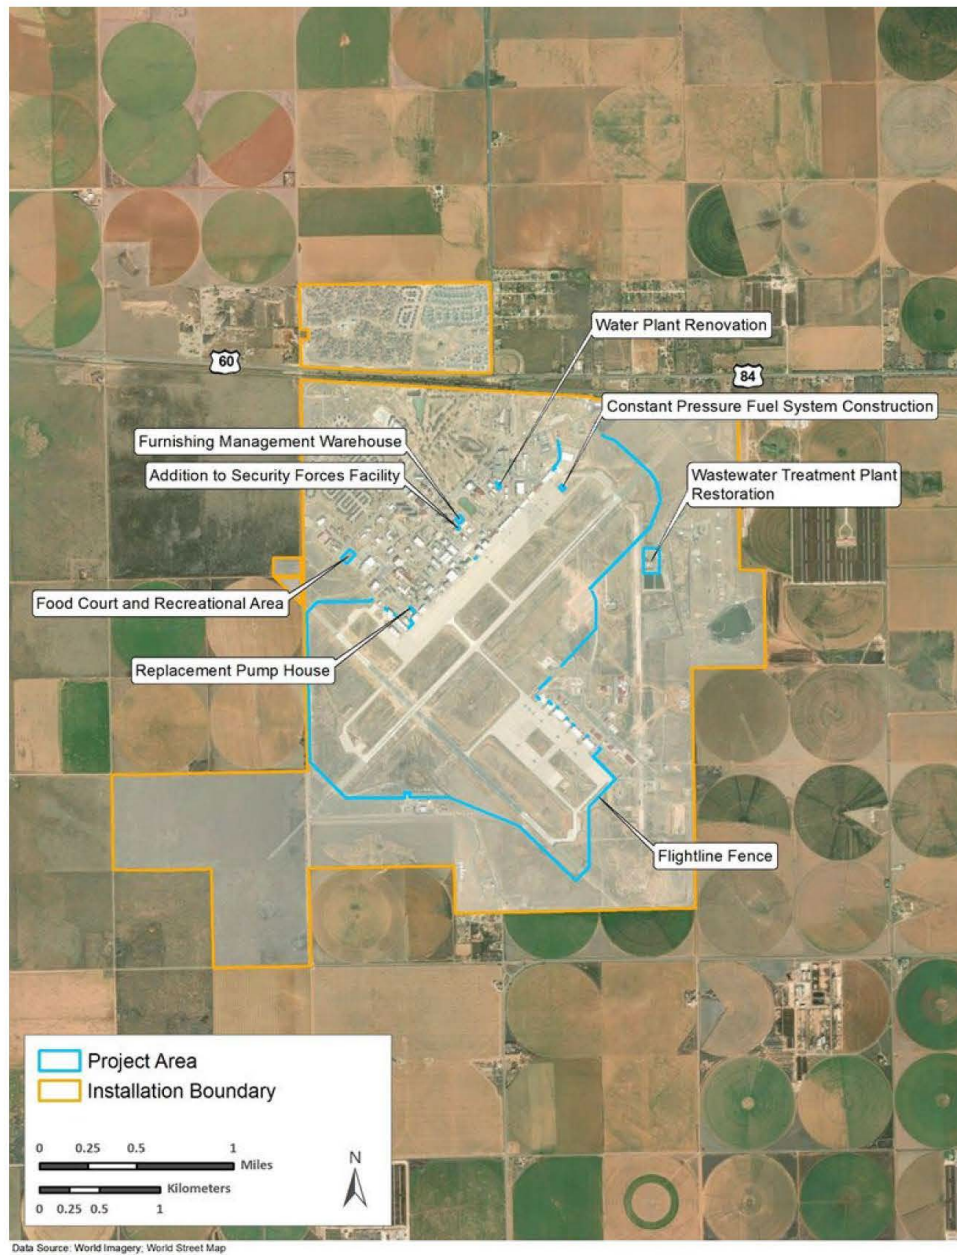 Water Plant Renovation
60
84
Constant Pressure Fuel System Construction
Furnishing Management Warehouse
Addition to Security Forces Facility
Wastewater Treatment Plant
Restoration
Food Court and Recreational Area
Replacement Pump House
Flightline Fence
Project Area
Installation Boundary
0 0.25 0.5 1
Miles
N
Kilometers
0 0.25 0.5 1
Data Source: World Imagery; World Street Map